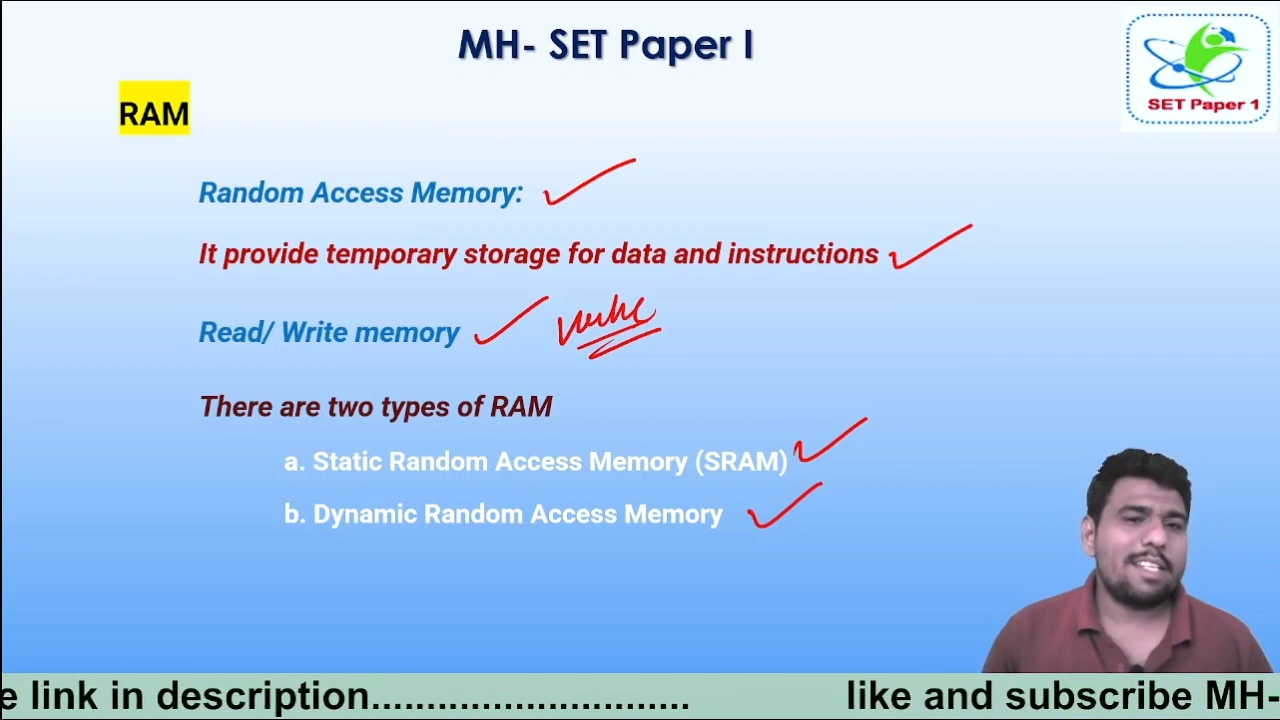 MH- SET Paper I
SET Paper 1
RAM
Random Access Memory:
It provide temporary storage for data and instructions
Read/ Write memory
There are two types of RAM
a. Static Random Access Memory (SRAM)
b. Dynamic Random Access Memory
e link in description............................. like and subscribe MH-